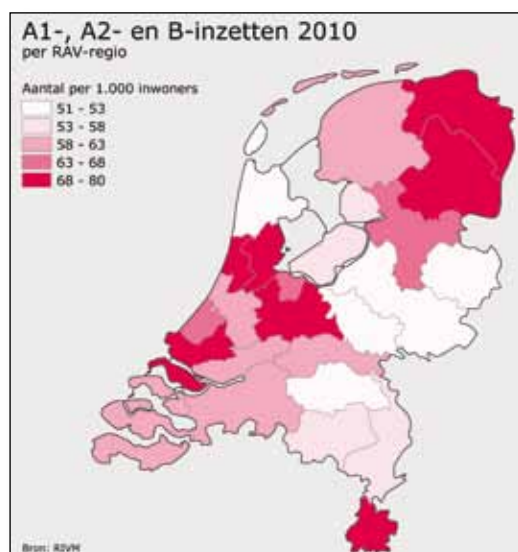 A1-, A2- en B-inzetten 2010
per RAV-regio
Aantal per 1.000 inwoners
51 - 53
53 - 58
58 - 63
63 - 68
68 - 80
Bron: RIVM